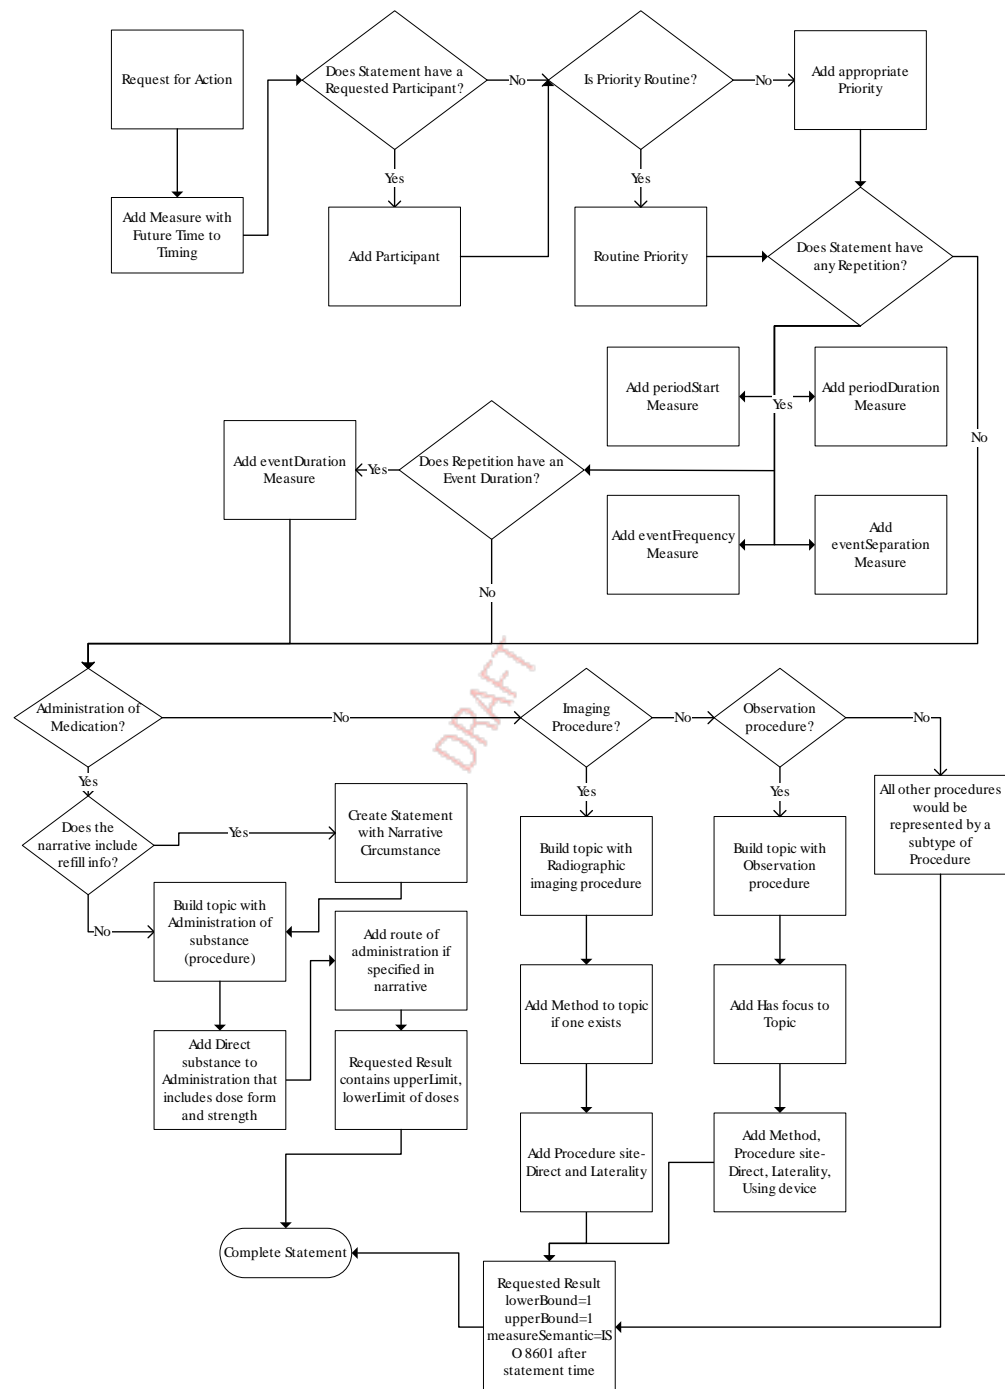 Request for Action
Does Statement have a
Requested Participant?
No
Is Priority Routine?
No
Add appropriate
Priority
Yes
Yes
Add Measure with
Future Time to
Timing
Add Participant
Routine Priority
Does Statement have
any Repetition?
Add periodStart
Measure
Yes
Add periodDuration
Measure
No
Add eventDuration
Measure
Yes
Does Repetition have an
Event Duration?
Add eventFrequency
Measure
Add
eventSeparation
Measure
No
DRAFT
Administration of
Medication?
No
Imaging
Procedure?
No
Observation
procedure?
No
Yes
Yes
Yes
All other procedures
would be
represented by a
subtype of
Procedure
Does the
narrative include
refill info?
Yes
Create Statement
with Narrative
Circumstance
Build topic with
Radiographic
imaging procedure
Build topic with
Observation
procedure
No
Build topic with
Administration of
substance
(procedure)
Add route of
administration if
specified in
narrative
Add Method to topic
if one exists
Add Has focus to
Topic
Add Direct
substance to
Administration that
includes dose form
and strength
Requested Result
contains upperLimit,
lowerLimit of doses
Add Procedure site-
Direct and Laterality
Add Method,
Procedure site-
Direct, Laterality,
Using device
Complete Statement
Requested Result
lowerBound=1
upperBound=1
measureSemantic=IS
O 8601 after
statement time